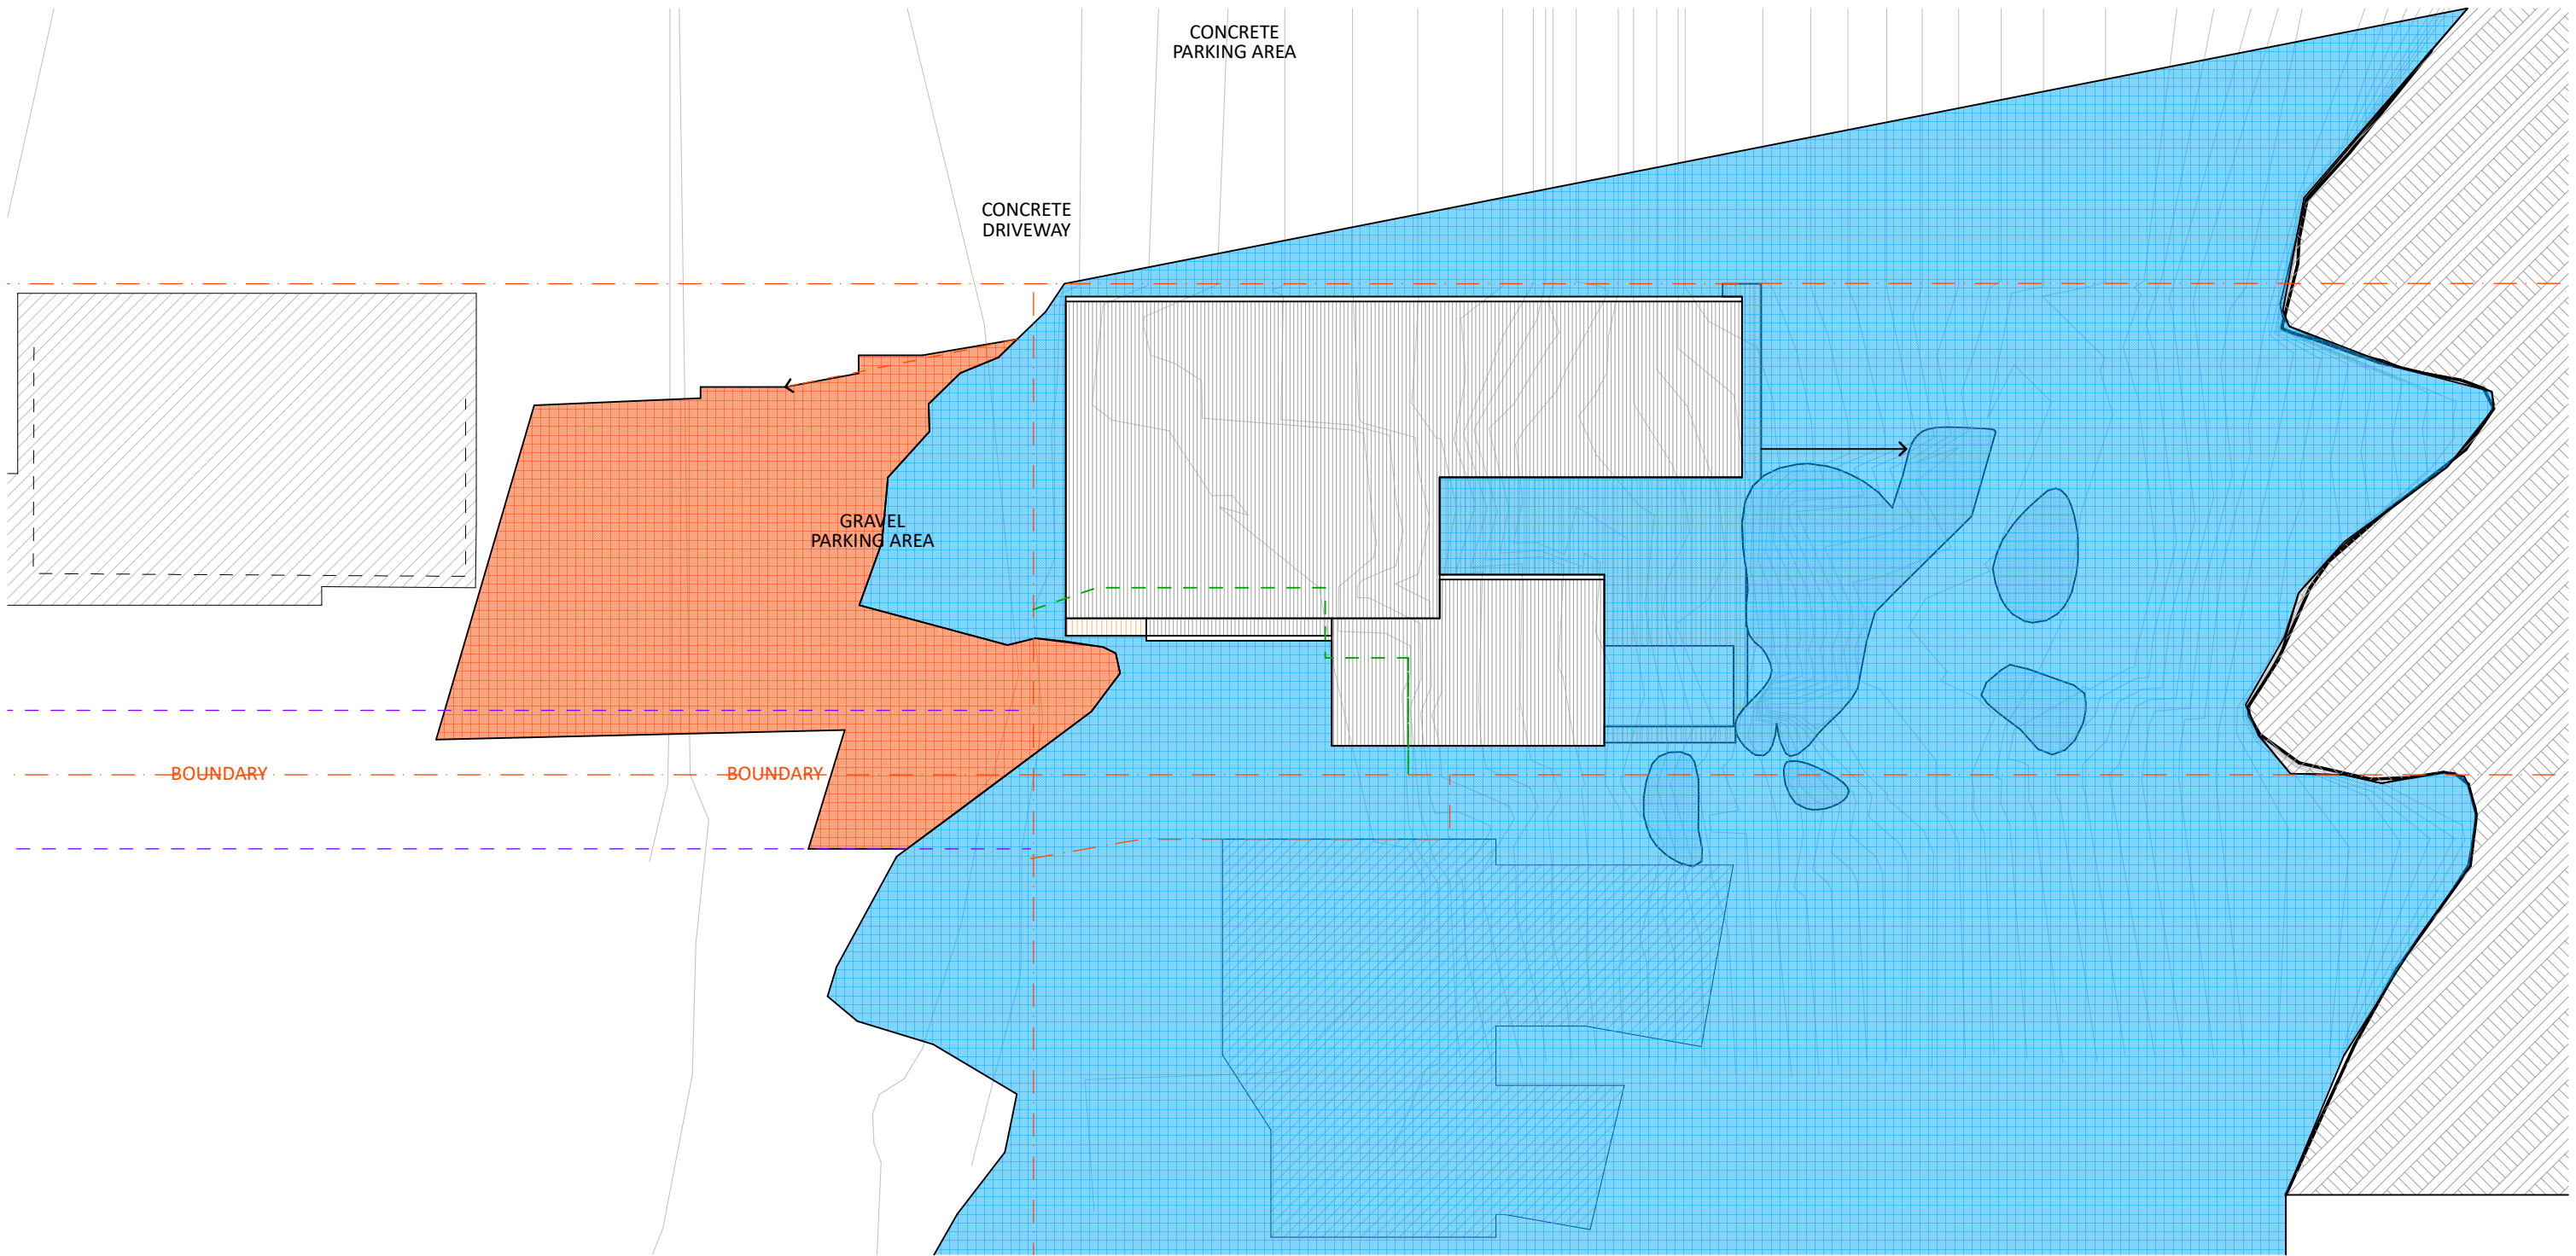 CONCRETE
PARKING AREA
CONCRETE
DRIVEWAY
GRAVEL
PARKING AREA
BOUNDARY
BOUNDARY